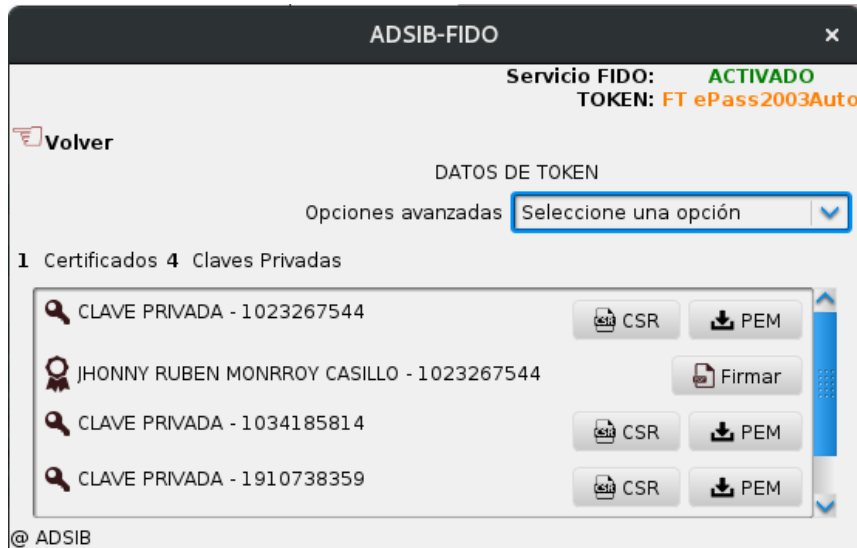 ADSIB-FIDO ×
Servicio FIDO: ACTIVADO
TOKEN: FT ePass2003Auto
Volver
DATOS DE TOKEN
Opciones avanzadas Seleccione una opción
1 Certificados 4 Claves Privadas
CLAVE PRIVADA - 1023267544 CSR PEM
JHONNY RUBEN MONRROY CASILLO - 1023267544 Firmar
CLAVE PRIVADA - 1034185814 CSR PEM
CLAVE PRIVADA - 1910738359 CSR PEM
@ ADSIB